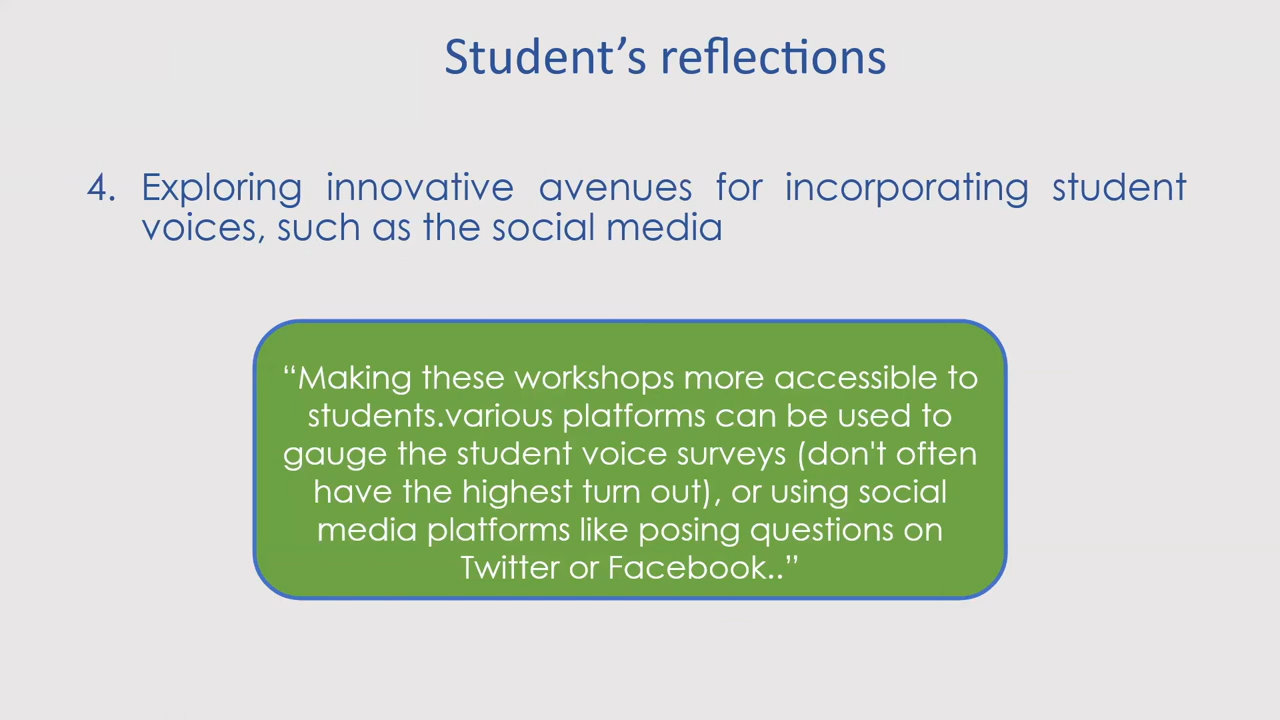 Student’s reflections
4. Exploring innovative avenues for incorporating student
voices, such as the social media
“Making these workshops more accessible to
students.various platforms can be used to
gauge the student voice surveys (don't often
have the highest turn out), or using social
media platforms like posing questions on
Twitter or Facebook..”